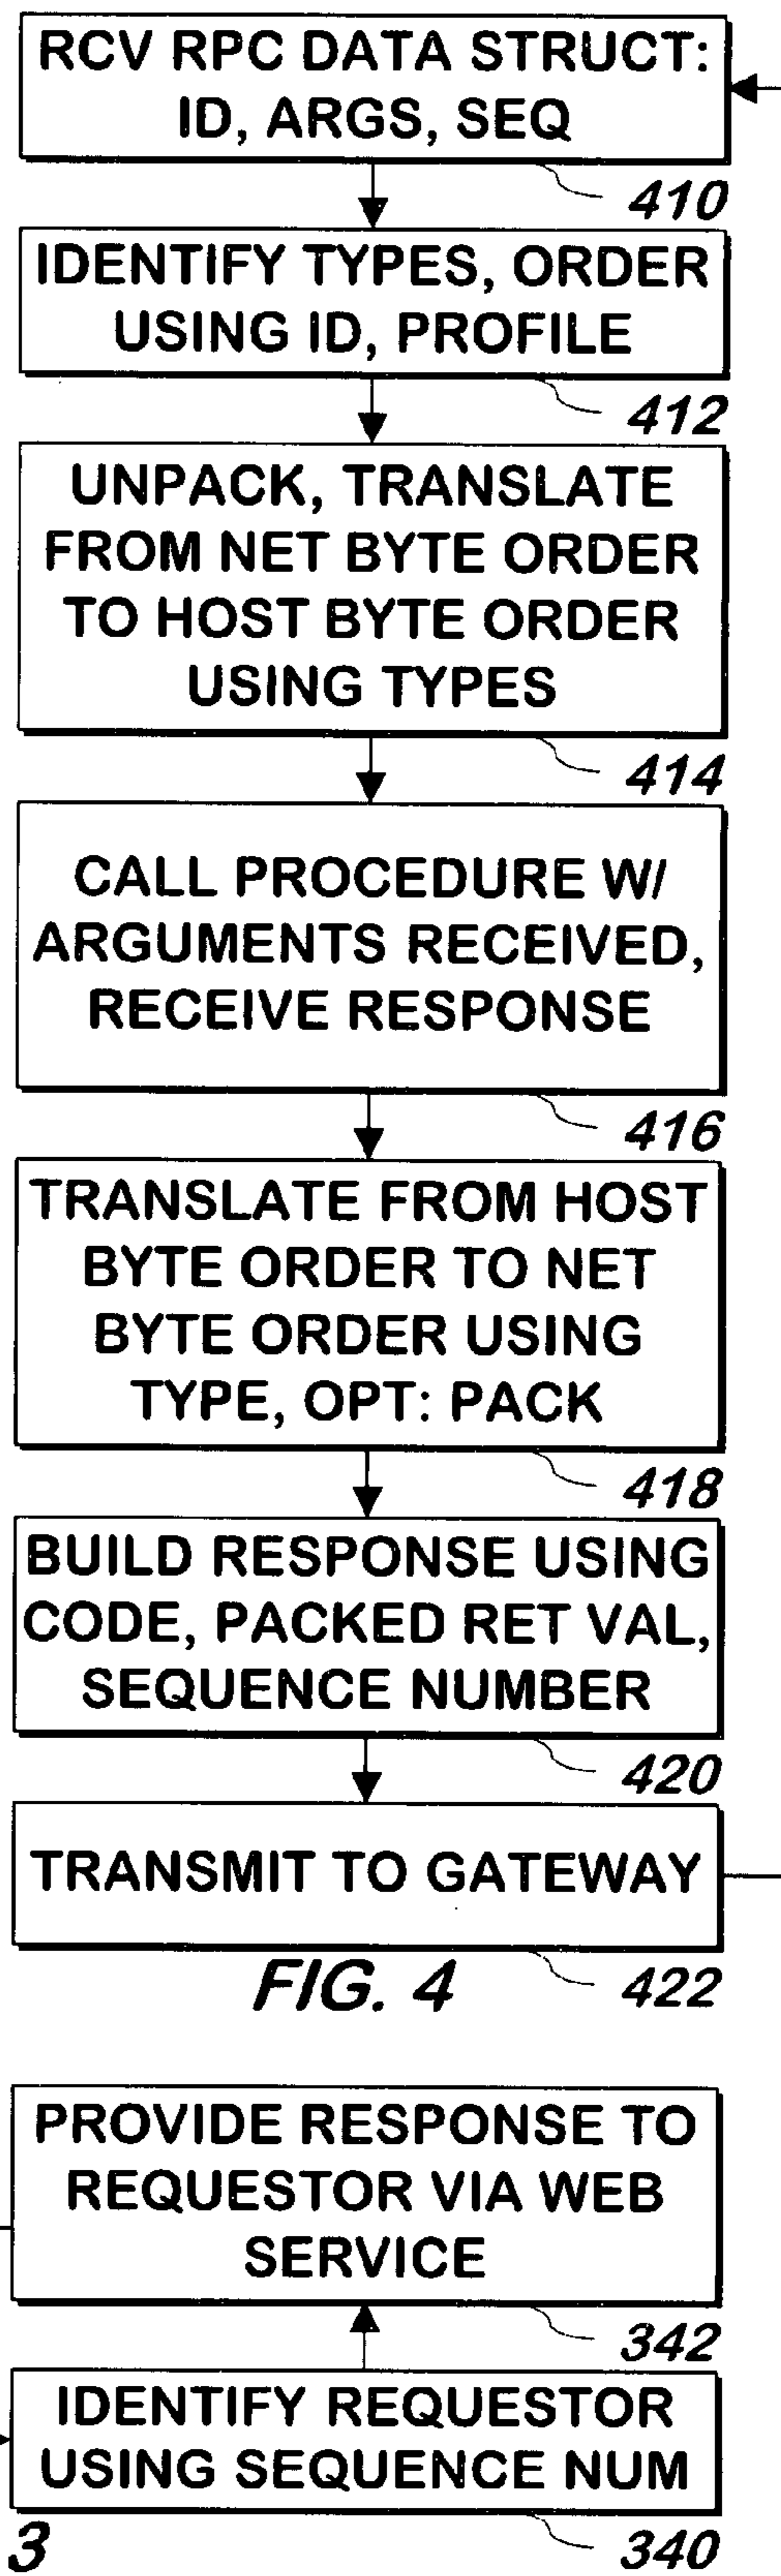 RCV RPC DATA STRUCT:
ID, ARGS, SEQ
410
IDENTIFY TYPES, ORDER
USING ID, PROFILE
412
UNPACK, TRANSLATE
FROM NET BYTE ORDER
TO HOST BYTE ORDER
USING TYPES
414
CALL PROCEDURE W/
ARGUMENTS RECEIVED,
RECEIVE RESPONSE
416
TRANSLATE FROM HOST
BYTE ORDER TO NET
BYTE ORDER USING
TYPE, OPT: PACK
418
BUILD RESPONSE USING
CODE, PACKED RET VAL,
SEQUENCE NUMBER
420
TRANSMIT TO GATEWAY
FIG. 4
422
PROVIDE RESPONSE TO
REQUESTOR VIA WEB
SERVICE
342
IDENTIFY REQUESTOR
USING SEQUENCE NUM
3
340